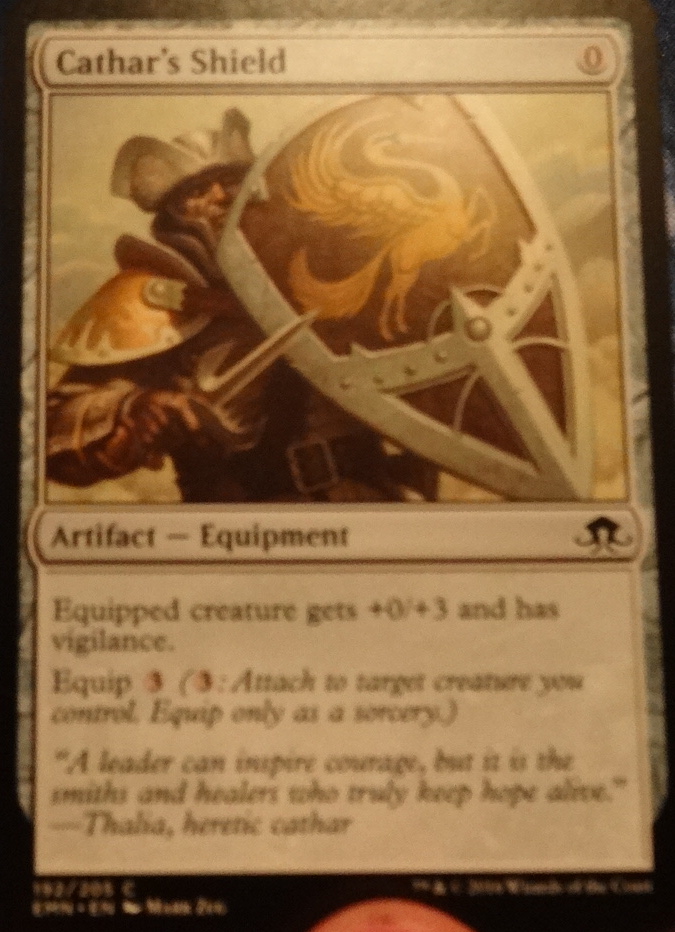 Cathar's Shield 0
Artifact — Equipment
Equipped creature gets +0/+3 and has
vigilance.
Equip 3 (3: Attach to target creature you
control. Equip only as a sorcery.)
"A leader can inspire courage, but it is the
smiths and healers who truly keep hope alive."
—Thalia, heretic cathar
192/205 C
™ & © 2016 Wizards of the Coast
EMN • EN Mark Zug